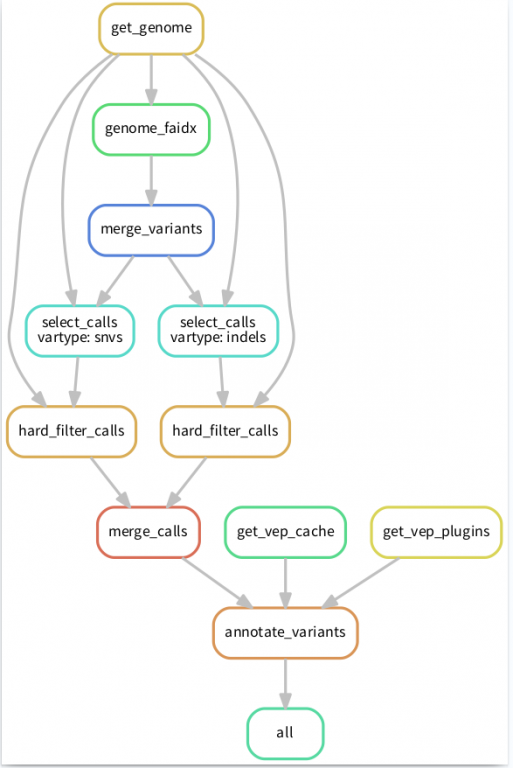 get_genome
genome_faidx
merge_variants
select_calls
vartype: snvs
select_calls
vartype: indels
hard_filter_calls
hard_filter_calls
merge_calls
get_vep_cache
get_vep_plugins
annotate_variants
all